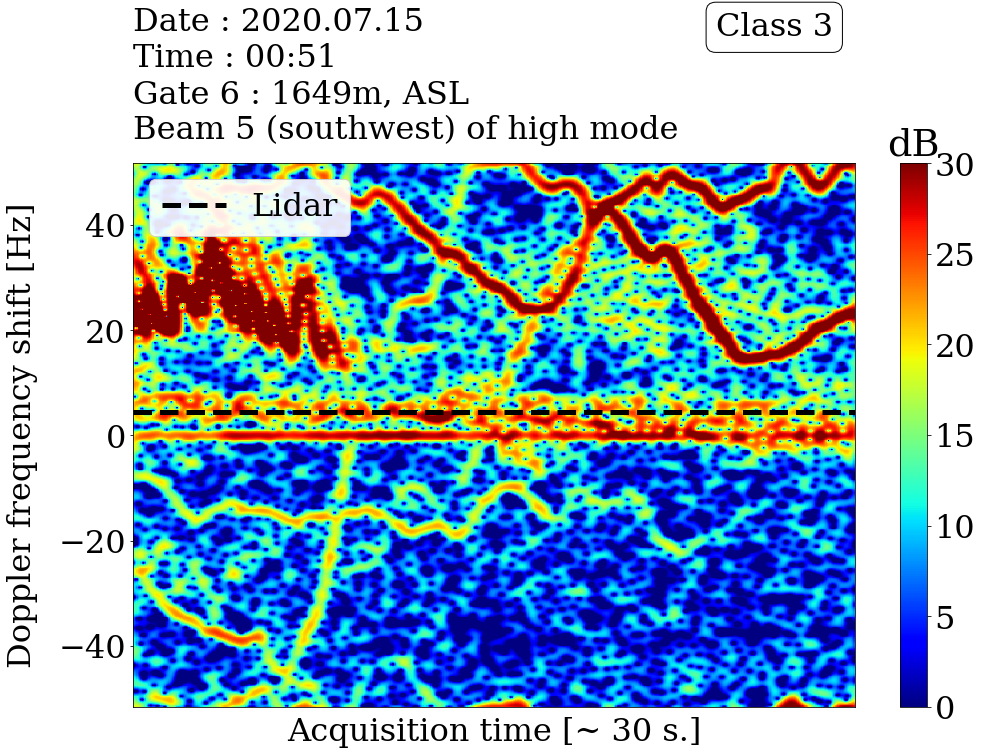 Date : 2020.07.15
Time : 00:51
Gate 6 : 1649m, ASL
Beam 5 (southwest) of high mode
Class 3
dB
Lidar
Doppler frequency shift [Hz]
40
20
0
−20
−40
30
25
20
15
10
5
0
Acquisition time [~ 30 s.]